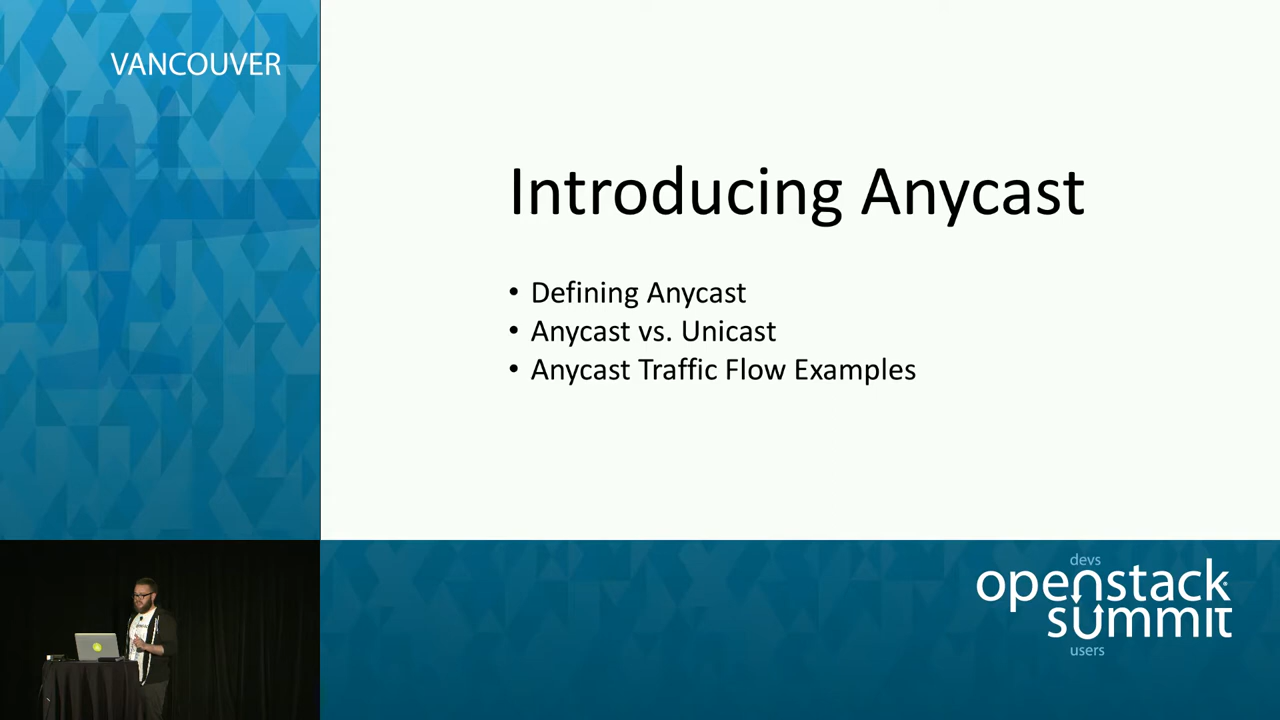 VANCOUVER
Introducing Anycast
• Defining Anycast
• Anycast vs. Unicast
• Anycast Traffic Flow Examples
devs
openstack
summit
users